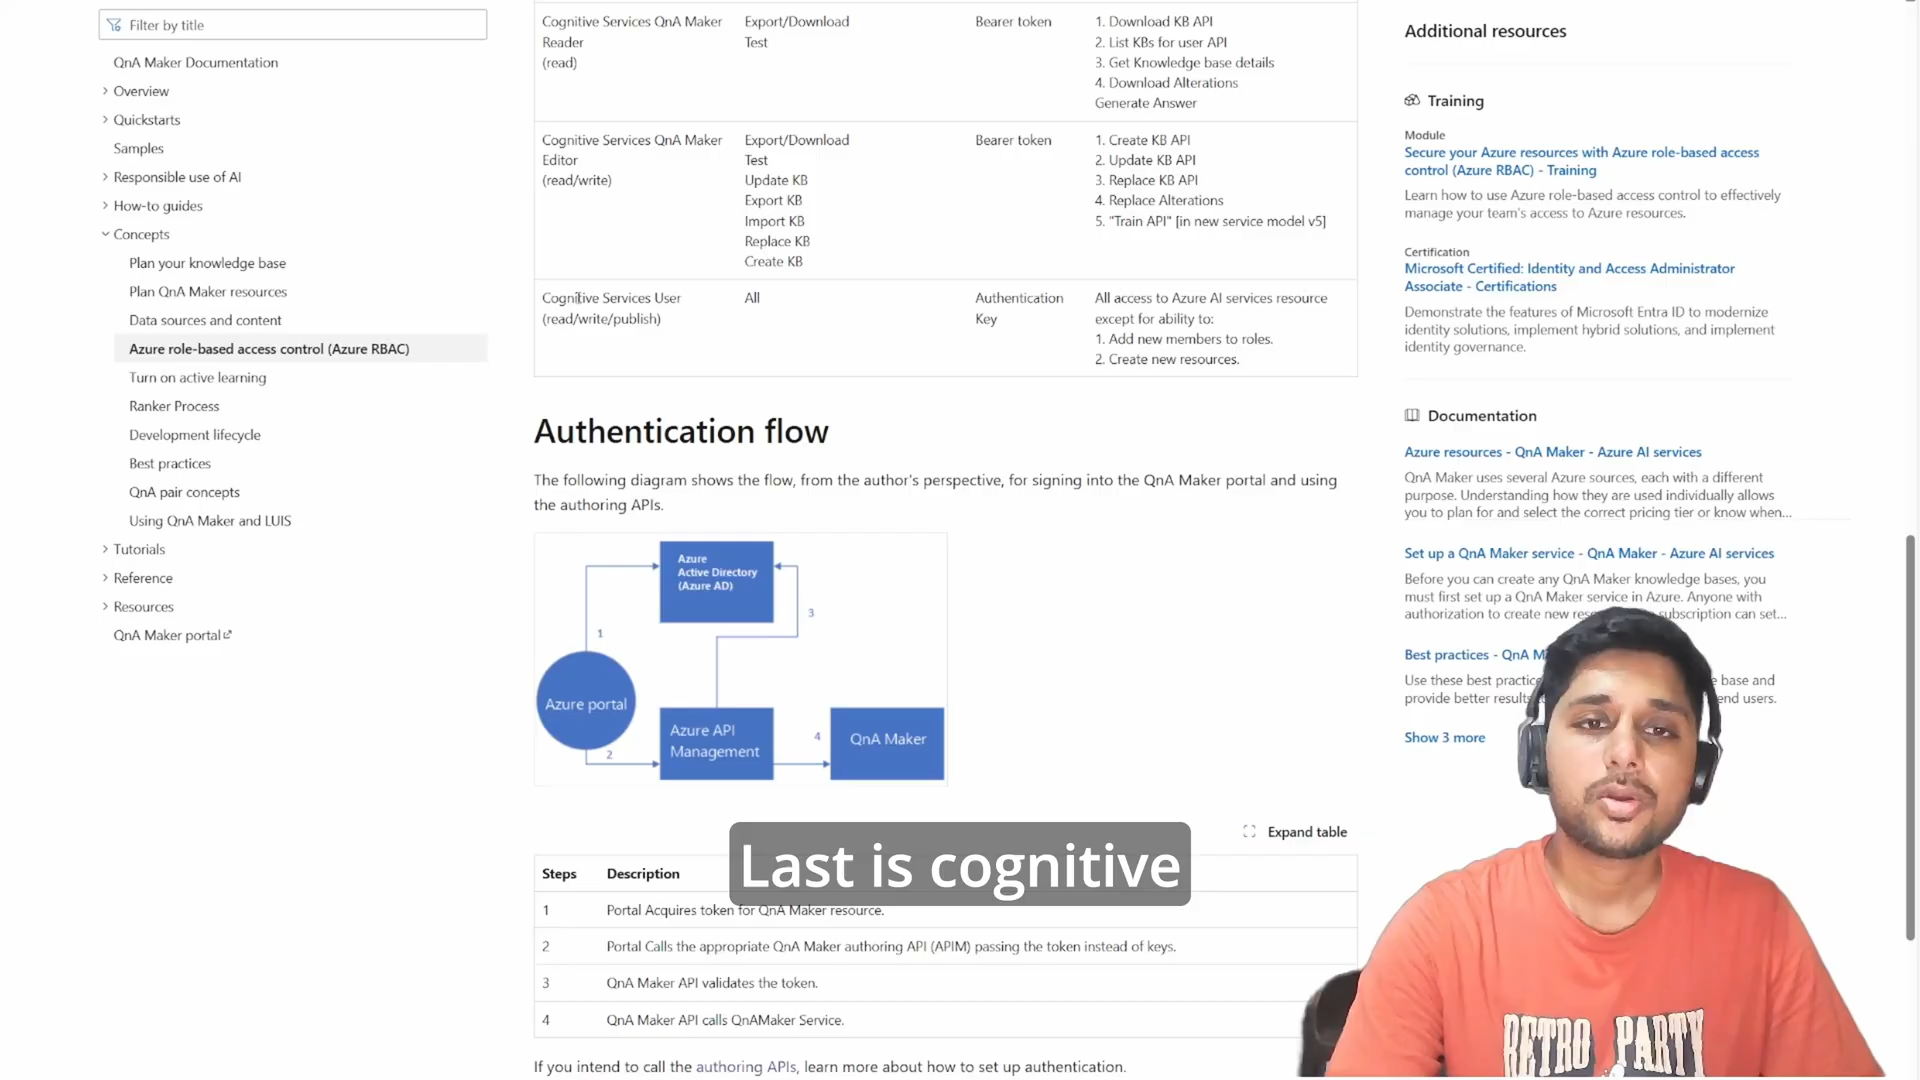 Filter by title
QnA Maker Documentation
Overview
Quickstarts
Samples
Responsible use of AI
How-to guides
Concepts
Plan your knowledge base
Plan QnA Maker resources
Data sources and content
Azure role-based access control (Azure RBAC)
Turn on active learning
Ranker Process
Development lifecycle
Best practices
QnA pair concepts
Using QnA Maker and LUIS
Tutorials
Reference
Resources
QnA Maker portal
Cognitive Services QnA Maker
Reader
(read)
Export/Download
Test
Bearer token
1. Download KB API
2. List KBs for user API
3. Get Knowledge base details
4. Download Alterations
Generate Answer
Cognitive Services QnA Maker
Editor
(read/write)
Export/Download
Test
Update KB
Export KB
Import KB
Replace KB
Create KB
Bearer token
1. Create KB API
2. Update KB API
3. Replace KB API
4. Replace Alterations
5. "Train API" [in new service model v5]
Cognitive Services User
(read/write/publish)
All
Authentication
Key
All access to Azure AI services resource
except for ability to:
1. Add new members to roles.
2. Create new resources.
Authentication flow
The following diagram shows the flow, from the author's perspective, for signing into the QnA Maker portal and using
the authoring APIs.
Azure
Active Directory
(Azure AD)
1
3
Azure portal
2
Azure API
Management
4
QnA Maker
Expand table
Last is cognitive
Steps Description
1 Portal Acquires token for QnA Maker resource.
2 Portal Calls the appropriate QnA Maker authoring API (APIM) passing the token instead of keys.
3 QnA Maker API validates the token.
4 QnA Maker API calls QnAMaker Service.
If you intend to call the authoring APIs, learn more about how to set up authentication.
Additional resources
Training
Module
Secure your Azure resources with Azure role-based access
control (Azure RBAC) - Training
Learn how to use Azure role-based access control to effectively
manage your team's access to Azure resources.
Certification
Microsoft Certified: Identity and Access Administrator
Associate - Certifications
Demonstrate the features of Microsoft Entra ID to modernize
identity solutions, implement hybrid solutions, and implement
identity governance.
Documentation
Azure resources - QnA Maker - Azure AI services
QnA Maker uses several Azure sources, each with a different
purpose. Understanding how they are used individually allows
you to plan for and select the correct pricing tier or know when...
Set up a QnA Maker service - QnA Maker - Azure AI services
Before you can create any QnA Maker knowledge bases, you
must first set up a QnA Maker service in Azure. Anyone with
authorization to create new subscription can set...
Best practices - QnA
Use these best base and
provide better end users.
Show 3 more
RETRO PARTY